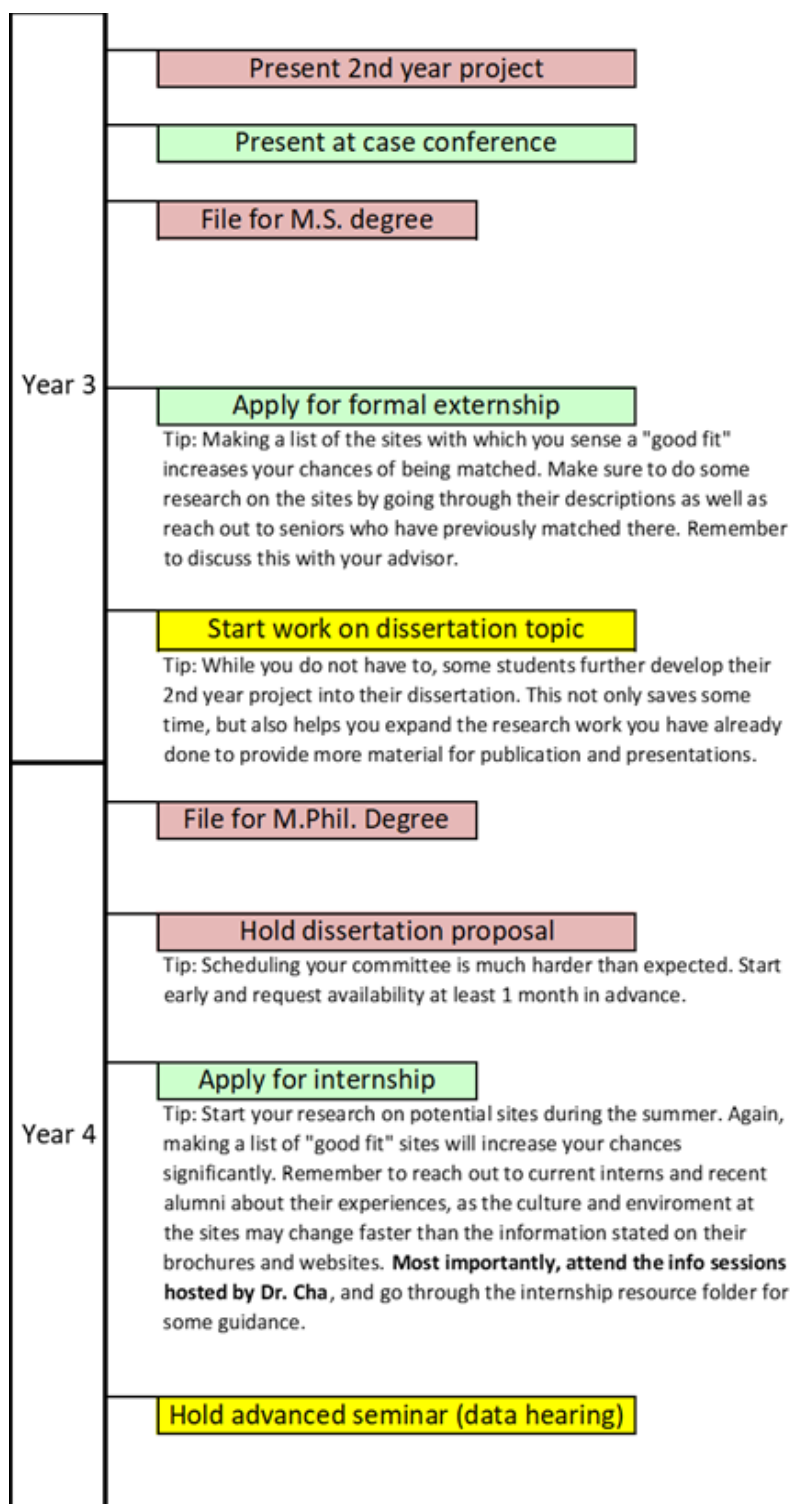 Present 2nd year project
Present at case conference
File for M.S. degree
Year 3
Apply for formal externship
Tip: Making a list of the sites with which you sense a "good fit"
increases your chances of being matched. Make sure to do some
research on the sites by going through their descriptions as well as
reach out to seniors who have previously matched there. Remember
to discuss this with your advisor.
Start work on dissertation topic
Tip: While you do not have to, some students further develop their
2nd year project into their dissertation. This not only saves some
time, but also helps you expand the research work you have already
done to provide more material for publication and presentations.
File for M.Phil. Degree
Hold dissertation proposal
Tip: Scheduling your committee is much harder than expected. Start
early and request availability at least 1 month in advance.
Apply for internship
Year 4
Tip: Start your research on potential sites during the summer. Again,
making a list of "good fit" sites will increase your chances
significantly. Remember to reach out to current interns and recent
alumni about their experiences, as the culture and enviroment at
the sites may change faster than the information stated on their
brochures and websites. Most importantly, attend the info sessions
hosted by Dr. Cha, and go through the internship resource folder for
some guidance.
Hold advanced seminar (data hearing)